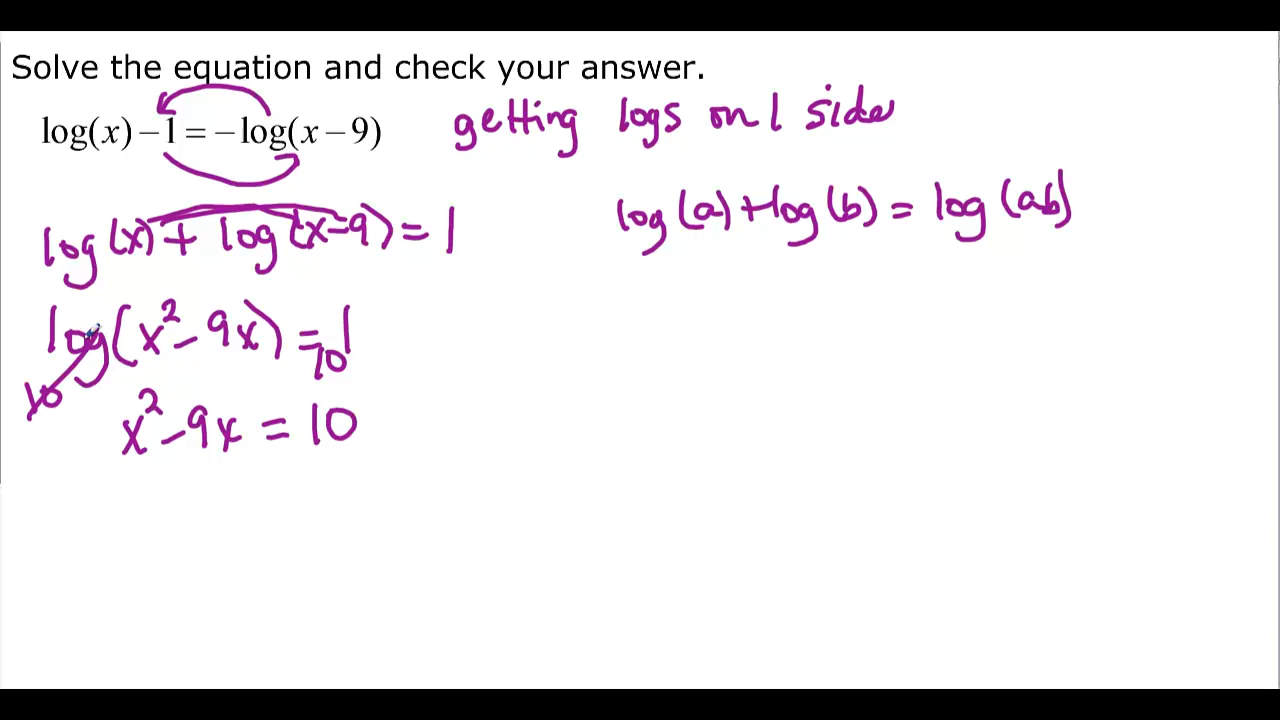 Solve the equation and check your answer.
log(x) − 1 = − log(x − 9)
getting logs on 1 side
log(x) + log(x−9) = 1
log(a) + log(b) = log(ab)
log(x² − 9x) = 1
10
10
x² − 9x = 10